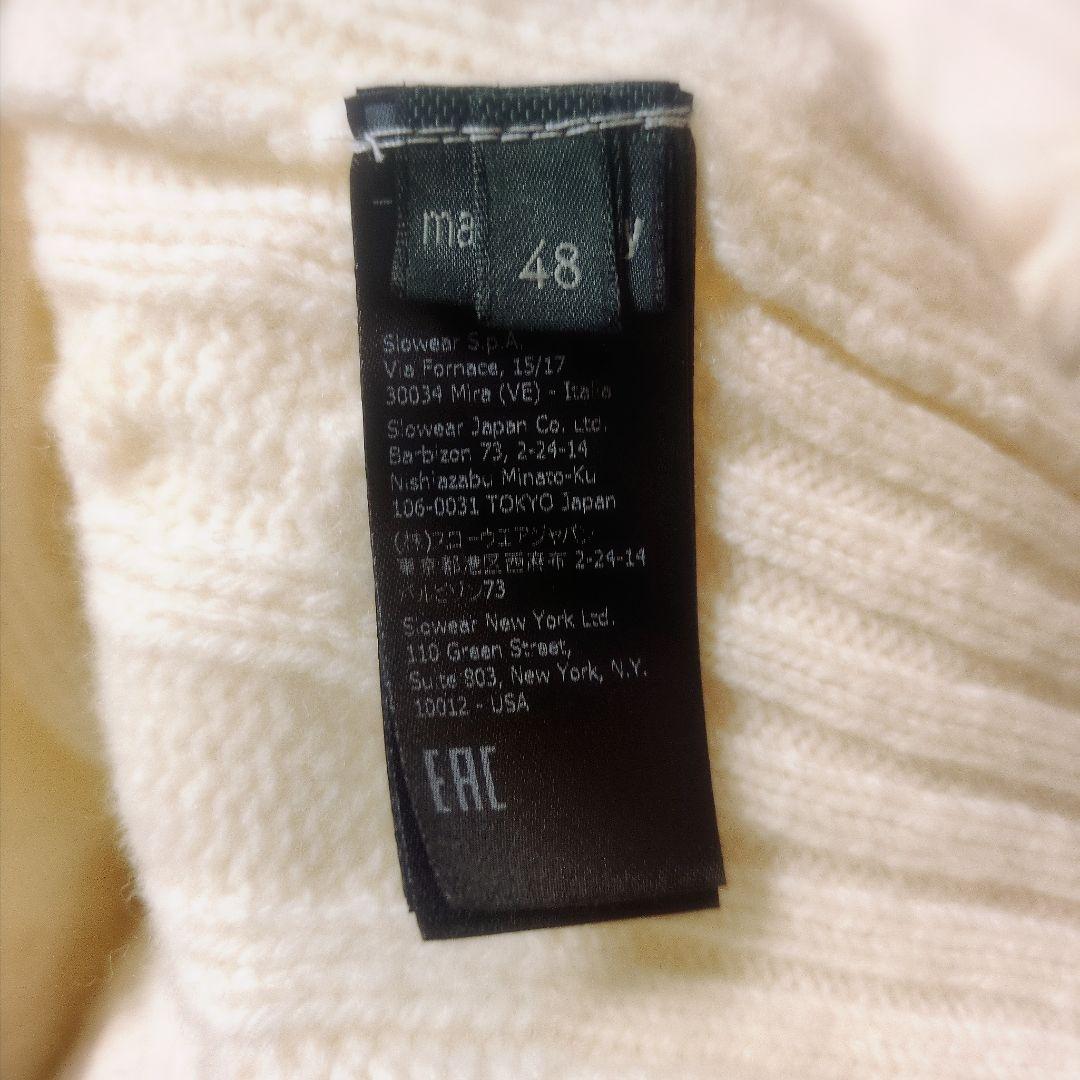 ma
y
48
Slowear S.p.A.
Via Fornace, 15/17
30034 Mira (VE) - Italia
Slowear Japan Co. Ltd.
Barbizon 73, 2-24-14
Nishiazabu Minato-Ku
106-0031 TOKYO Japan
(株)スローウエアジャパン
東京都港区西麻布 2-24-14
バルビゾン73
Slowear New York Ltd.
110 Green Street,
Suite 803, New York, N.Y.
10012 - USA
EAC